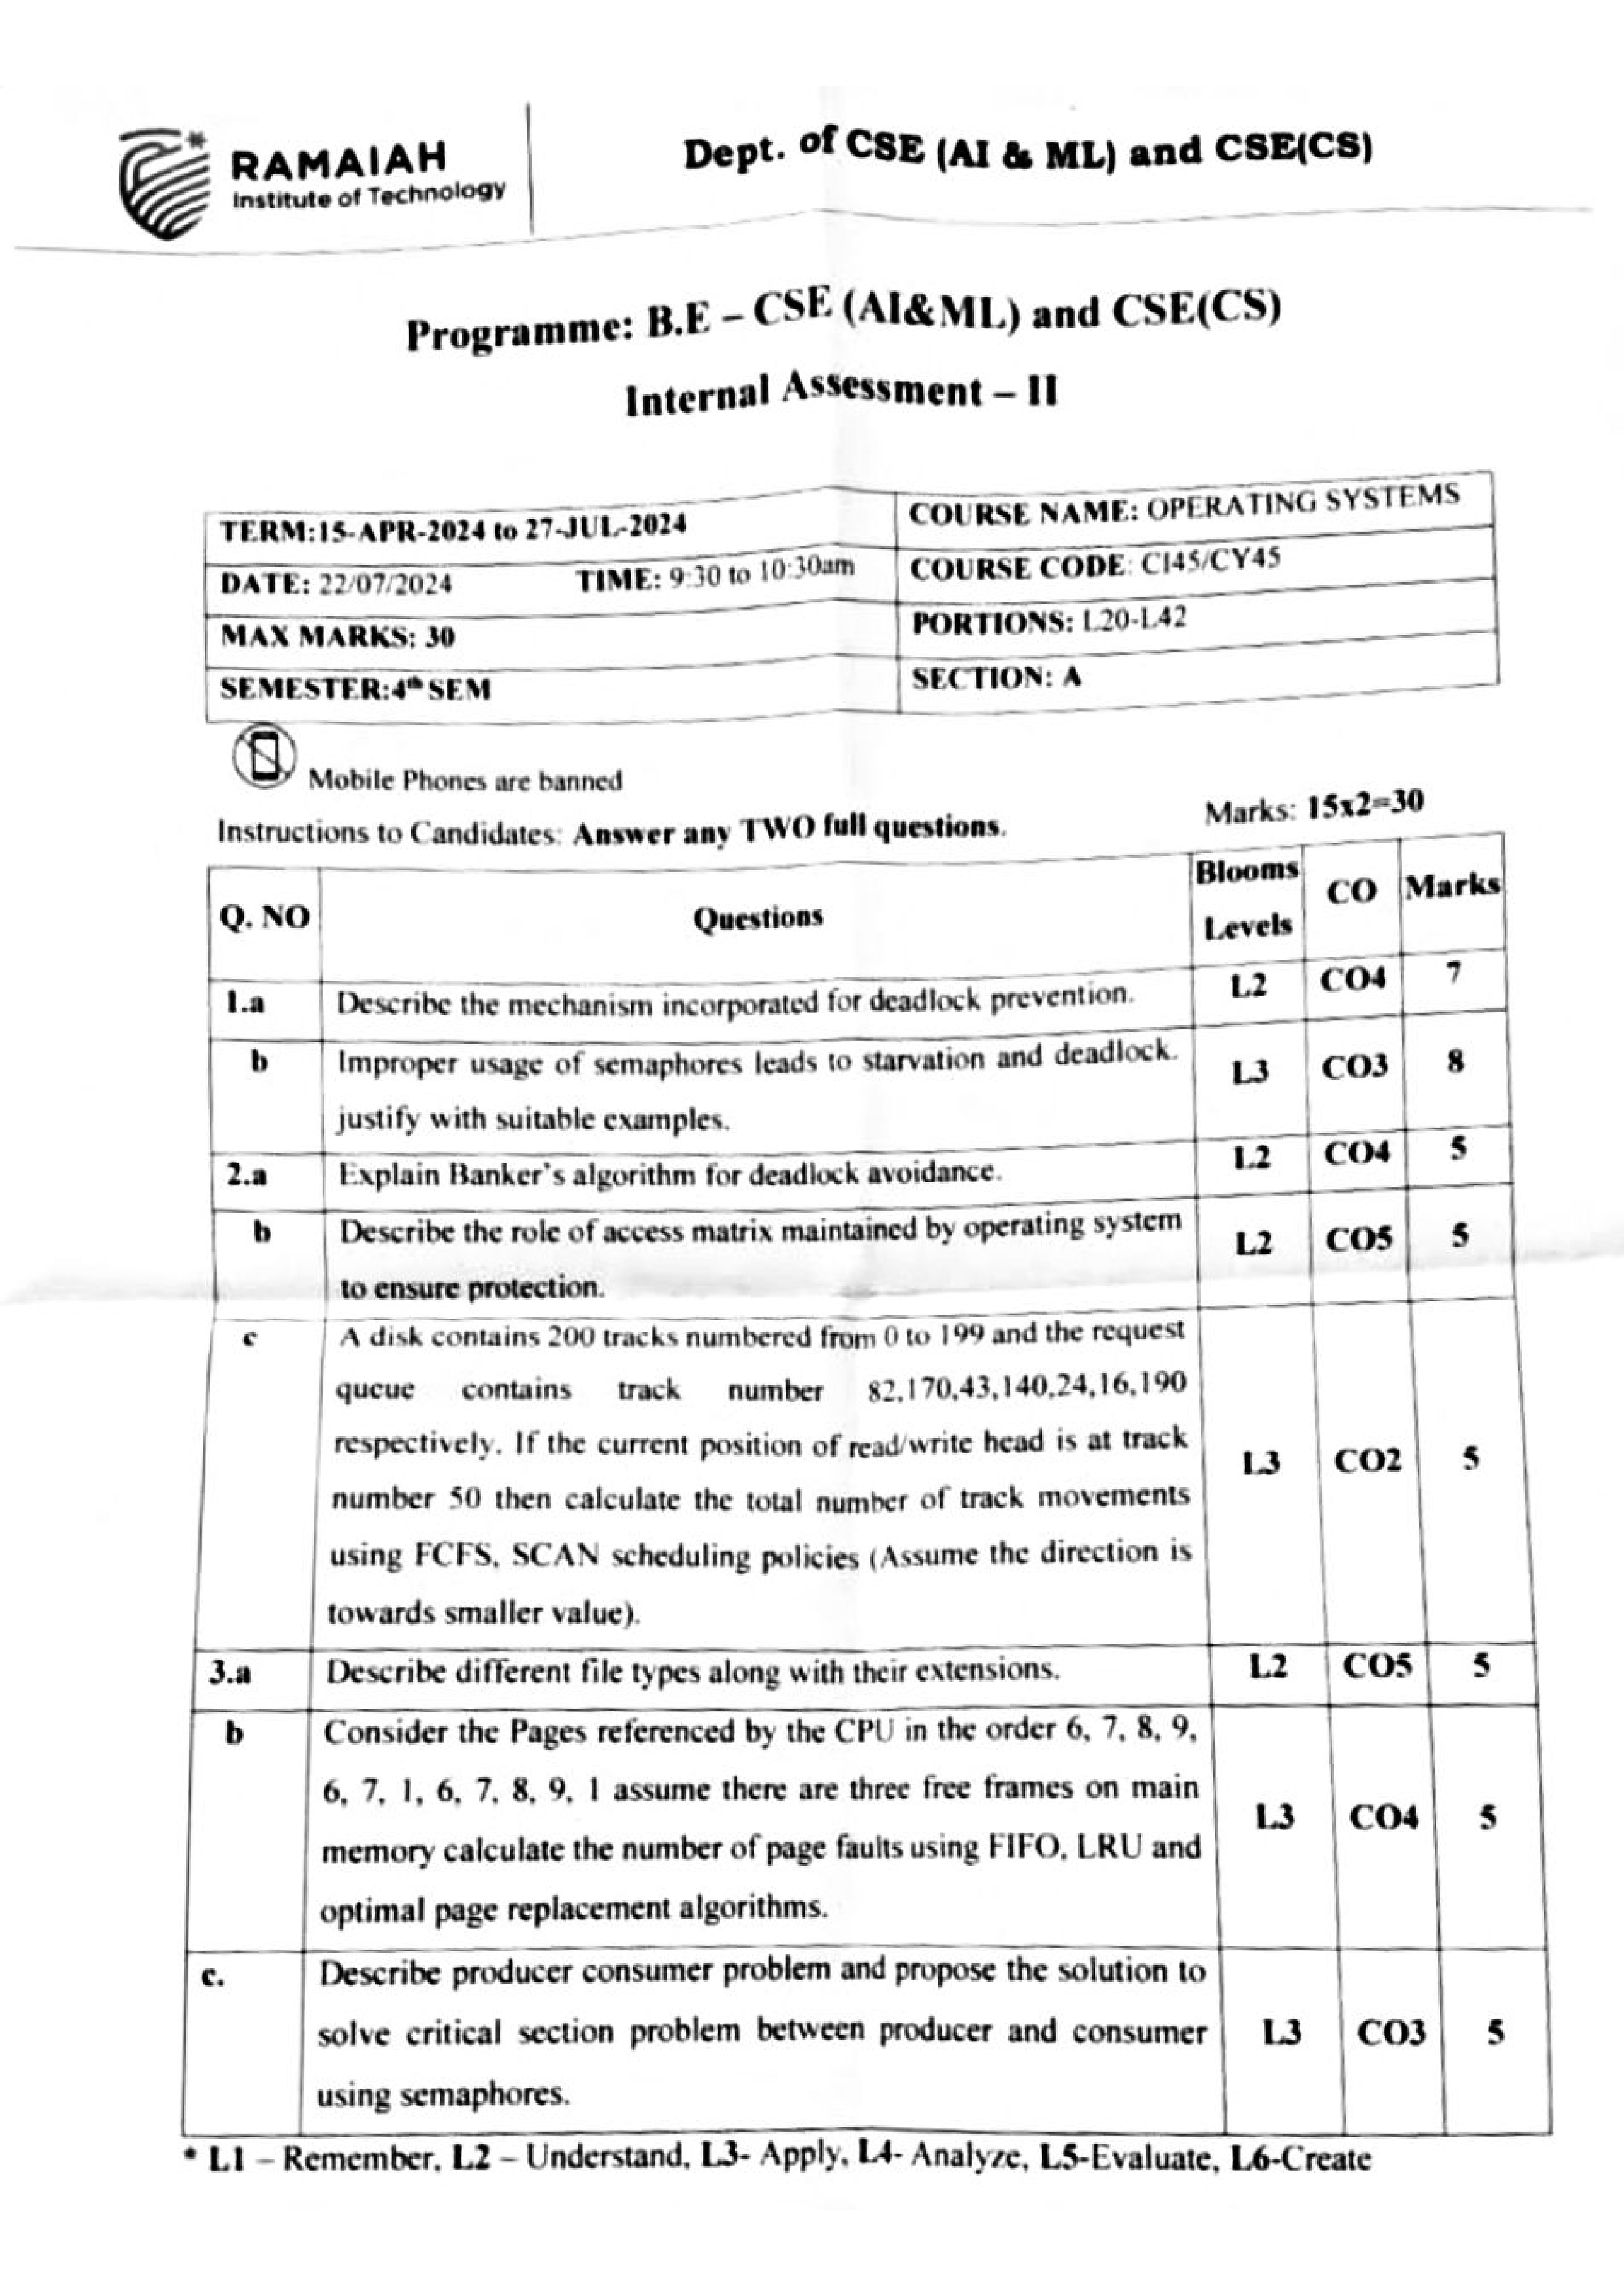 RAMAIAH
Institute of Technology
Dept. of CSE (AI & ML) and CSE(CS)
Programme: B.E – CSE (AI&ML) and CSE(CS)
Internal Assessment – II
TERM:15-APR-2024 to 27-JUL-2024 COURSE NAME: OPERATING SYSTEMS
DATE: 22/07/2024 TIME: 9:30 to 10:30am COURSE CODE: CI45/CY45
MAX MARKS: 30 PORTIONS: L20-L42
SEMESTER:4th SEM SECTION: A
Mobile Phones are banned
Instructions to Candidates: Answer any TWO full questions. Marks: 15x2=30
Q. NO Questions Blooms Levels CO Marks
1.a Describe the mechanism incorporated for deadlock prevention. L2 CO4 7
b Improper usage of semaphores leads to starvation and deadlock. L3 CO3 8
justify with suitable examples.
2.a Explain Banker's algorithm for deadlock avoidance. L2 CO4 5
b Describe the role of access matrix maintained by operating system L2 CO5 5
to ensure protection.
c A disk contains 200 tracks numbered from 0 to 199 and the request
queue contains track number 82,170,43,140,24,16,190
respectively. If the current position of read/write head is at track L3 CO2 5
number 50 then calculate the total number of track movements
using FCFS, SCAN scheduling policies (Assume the direction is
towards smaller value).
3.a Describe different file types along with their extensions. L2 CO5 5
b Consider the Pages referenced by the CPU in the order 6, 7, 8, 9,
6, 7, 1, 6, 7, 8, 9, 1 assume there are three free frames on main L3 CO4 5
memory calculate the number of page faults using FIFO, LRU and
optimal page replacement algorithms.
c. Describe producer consumer problem and propose the solution to
solve critical section problem between producer and consumer L3 CO3 5
using semaphores.
* L1 – Remember, L2 – Understand, L3- Apply, L4- Analyze, L5-Evaluate, L6-Create